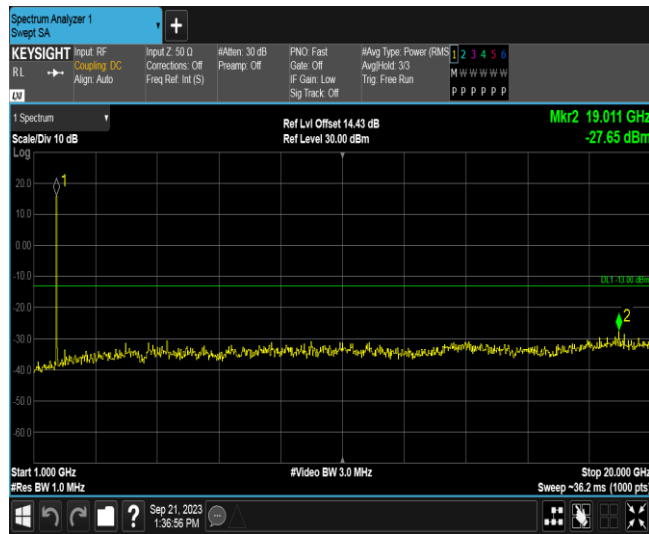 Spectrum Analyzer 1
Swept SA
+
KEYSIGHT
RL
LXI
Input: RF
Coupling: DC
Align: Auto
Input Z: 50 Ω
Corrections: Off
Freq Ref: Int (S)
#Atten: 30 dB
Preamp: Off
PNO: Fast
Gate: Off
IF Gain: Low
Sig Track: Off
#Avg Type: Power (RMS
Avg|Hold: 3/3
Trig: Free Run
1 2 3 4 5 6
M W W W W W
P P P P P P
1 Spectrum
Scale/Div 10 dB
Log
Ref Lvl Offset 14.43 dB
Ref Level 30.00 dBm
Mkr2 19.011 GHz
-27.65 dBm
20.0
10.0
0.00
-10.0
-20.0
-30.0
-40.0
-50.0
-60.0
1
DL1 -13.00 dBm
2
Start 1.000 GHz
#Res BW 1.0 MHz
#Video BW 3.0 MHz
Stop 20.000 GHz
Sweep ~36.2 ms (1000 pts)
?
Sep 21, 2023
1:36:56 PM